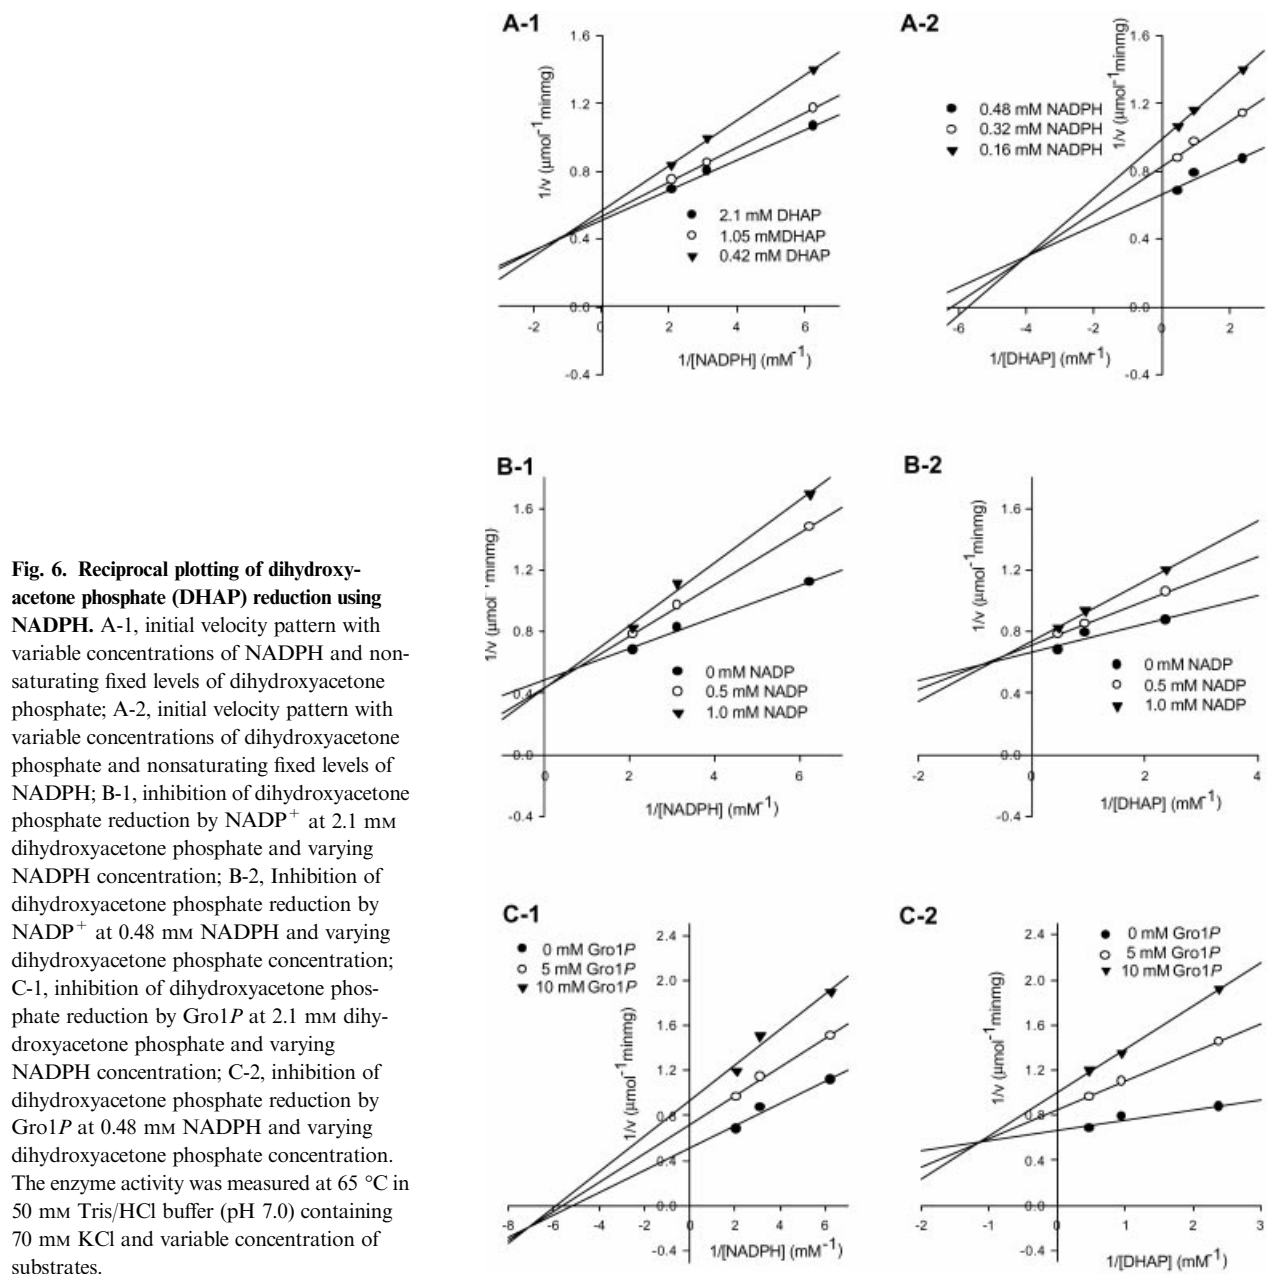 A-1
1/v (µmol⁻¹minmg)
1.6
1.2
0.8
0.4
0.0
-0.4
-2
0
2
4
6
2.1 mM DHAP
1.05 mMDHAP
0.42 mM DHAP
1/[NADPH] (mM⁻¹)
A-2
1/v (µmol⁻¹minmg)
0.48 mM NADPH
0.32 mM NADPH
0.16 mM NADPH
1.6
1.2
0.8
0.4
0.0
-0.4
-6
-4
-2
0
2
1/[DHAP] (mM⁻¹)
B-1
1/v (µmol⁻¹minmg)
1.6
1.2
0.8
0.4
0.0
-0.4
0
2
4
6
0 mM NADP
0.5 mM NADP
1.0 mM NADP
1/[NADPH] (mM⁻¹)
B-2
1/v (µmol⁻¹minmg)
1.6
1.2
0.8
0.4
0.0
-0.4
-2
0
2
4
0 mM NADP
0.5 mM NADP
1.0 mM NADP
1/[DHAP] (mM⁻¹)
C-1
0 mM Gro1P
5 mM Gro1P
10 mM Gro1P
1/v (µmol⁻¹minmg)
2.4
2.0
1.6
1.2
0.8
0.4
0.0
-0.4
-8
-6
-4
-2
0
2
4
6
1/[NADPH] (mM⁻¹)
C-2
0 mM Gro1P
5 mM Gro1P
10 mM Gro1P
1/v (µmol⁻¹minmg)
2.4
2.0
1.6
1.2
0.8
0.4
0.0
-0.4
-2
-1
0
1
2
3
1/[DHAP] (mM⁻¹)
Fig. 6. Reciprocal plotting of dihydroxy-
acetone phosphate (DHAP) reduction using
NADPH. A-1, initial velocity pattern with
variable concentrations of NADPH and non-
saturating fixed levels of dihydroxyacetone
phosphate; A-2, initial velocity pattern with
variable concentrations of dihydroxyacetone
phosphate and nonsaturating fixed levels of
NADPH; B-1, inhibition of dihydroxyacetone
phosphate reduction by NADP⁺ at 2.1 mM
dihydroxyacetone phosphate and varying
NADPH concentration; B-2, Inhibition of
dihydroxyacetone phosphate reduction by
NADP⁺ at 0.48 mM NADPH and varying
dihydroxyacetone phosphate concentration;
C-1, inhibition of dihydroxyacetone phos-
phate reduction by Gro1P at 2.1 mM dihy-
droxyacetone phosphate and varying
NADPH concentration; C-2, inhibition of
dihydroxyacetone phosphate reduction by
Gro1P at 0.48 mM NADPH and varying
dihydroxyacetone phosphate concentration.
The enzyme activity was measured at 65 °C in
50 mM Tris/HCl buffer (pH 7.0) containing
70 mM KCl and variable concentration of
substrates.